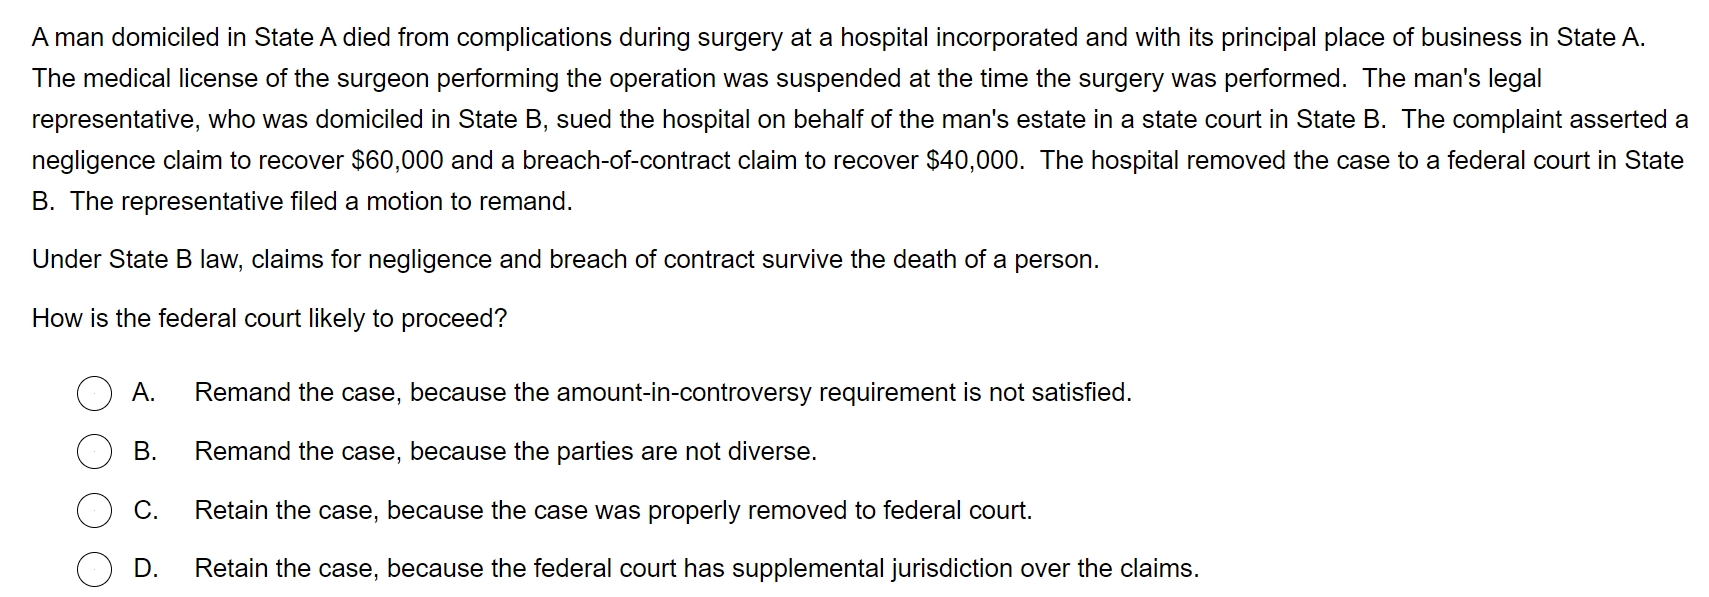 A man domiciled in State A died from complications during surgery at a hospital incorporated and with its principal place of business in State A.
The medical license of the surgeon performing the operation was suspended at the time the surgery was performed.  The man's legal
representative, who was domiciled in State B, sued the hospital on behalf of the man's estate in a state court in State B.  The complaint asserted a
negligence claim to recover $60,000 and a breach-of-contract claim to recover $40,000.  The hospital removed the case to a federal court in State
B.  The representative filed a motion to remand.
Under State B law, claims for negligence and breach of contract survive the death of a person.
How is the federal court likely to proceed?
A. Remand the case, because the amount-in-controversy requirement is not satisfied.
B. Remand the case, because the parties are not diverse.
C. Retain the case, because the case was properly removed to federal court.
D. Retain the case, because the federal court has supplemental jurisdiction over the claims.